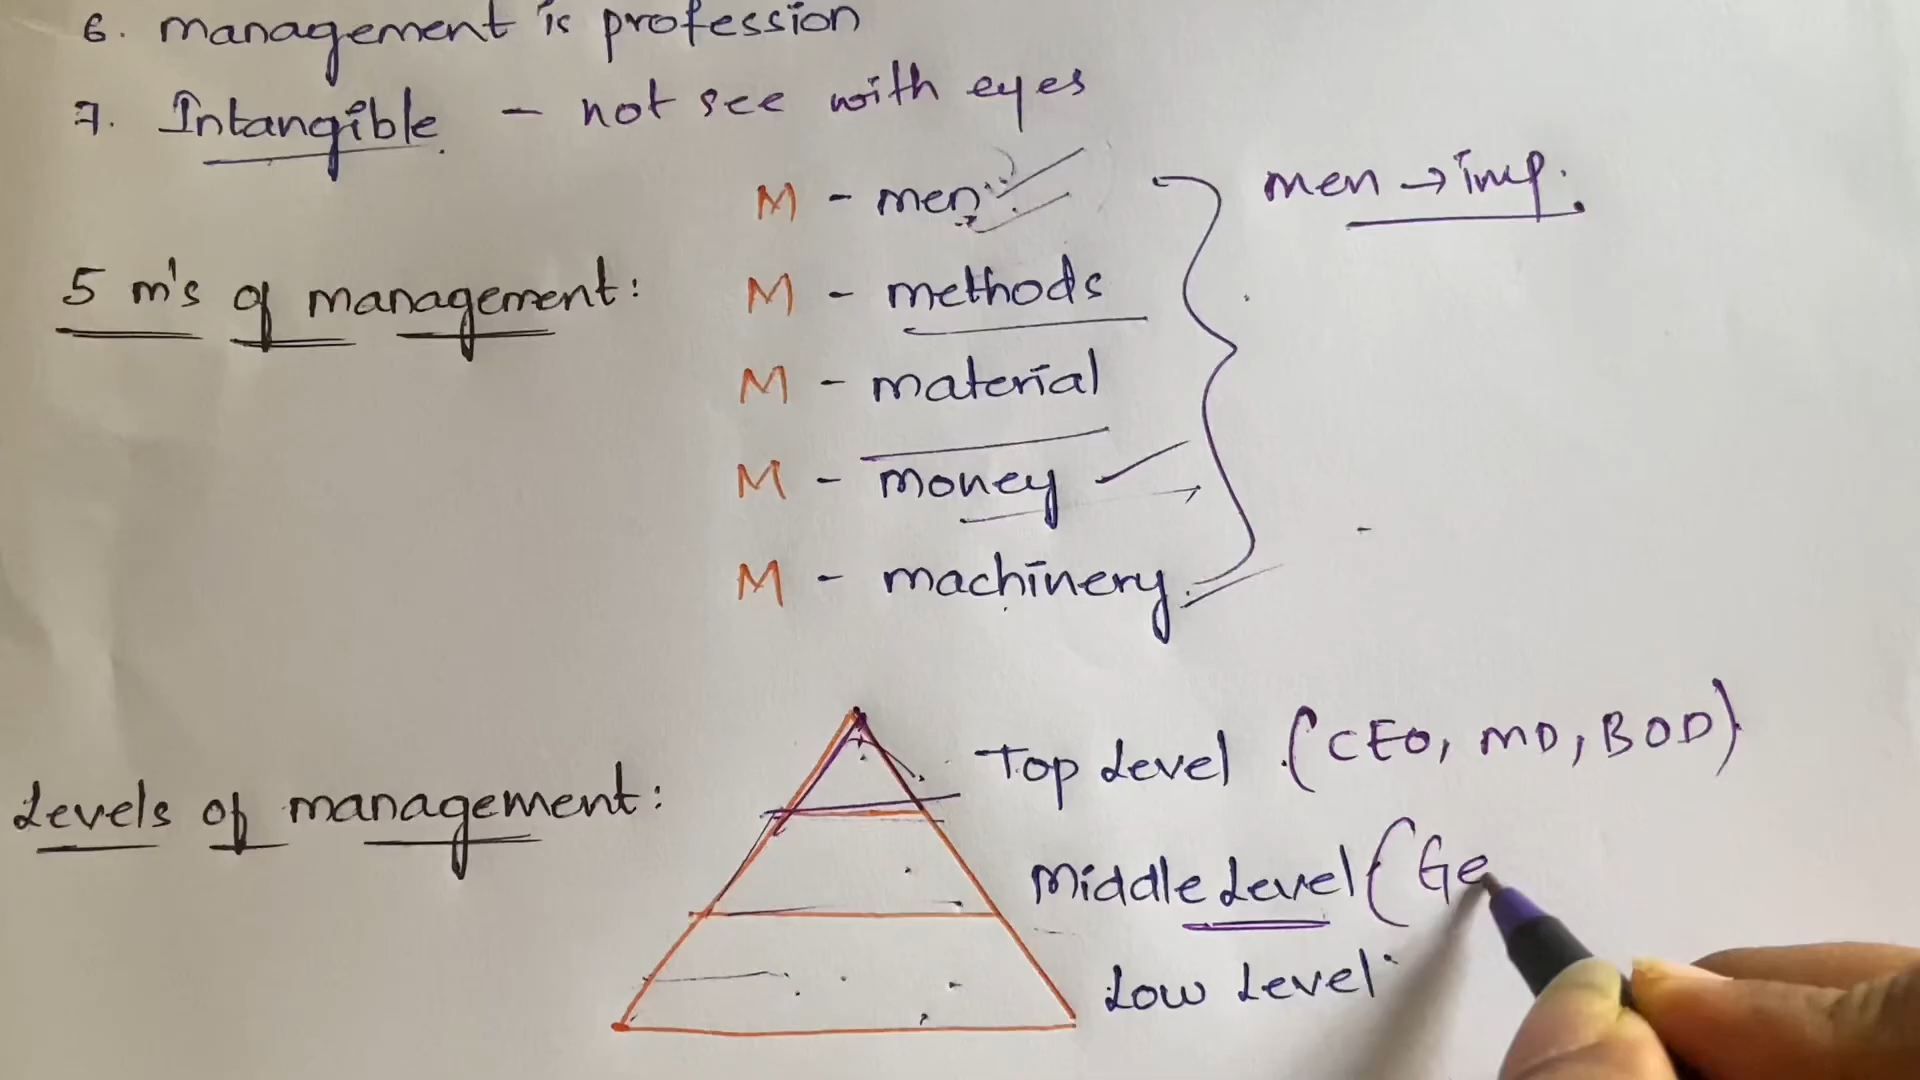 6. management is profession
7. Intangible - not see with eyes
M - men
men → imp.
5 m's of management:
M - methods
M - material
M - money
M - machinery
Levels of management:
Top Level (CEO, MD, BOD)
Middle Level (Ge
Low Level